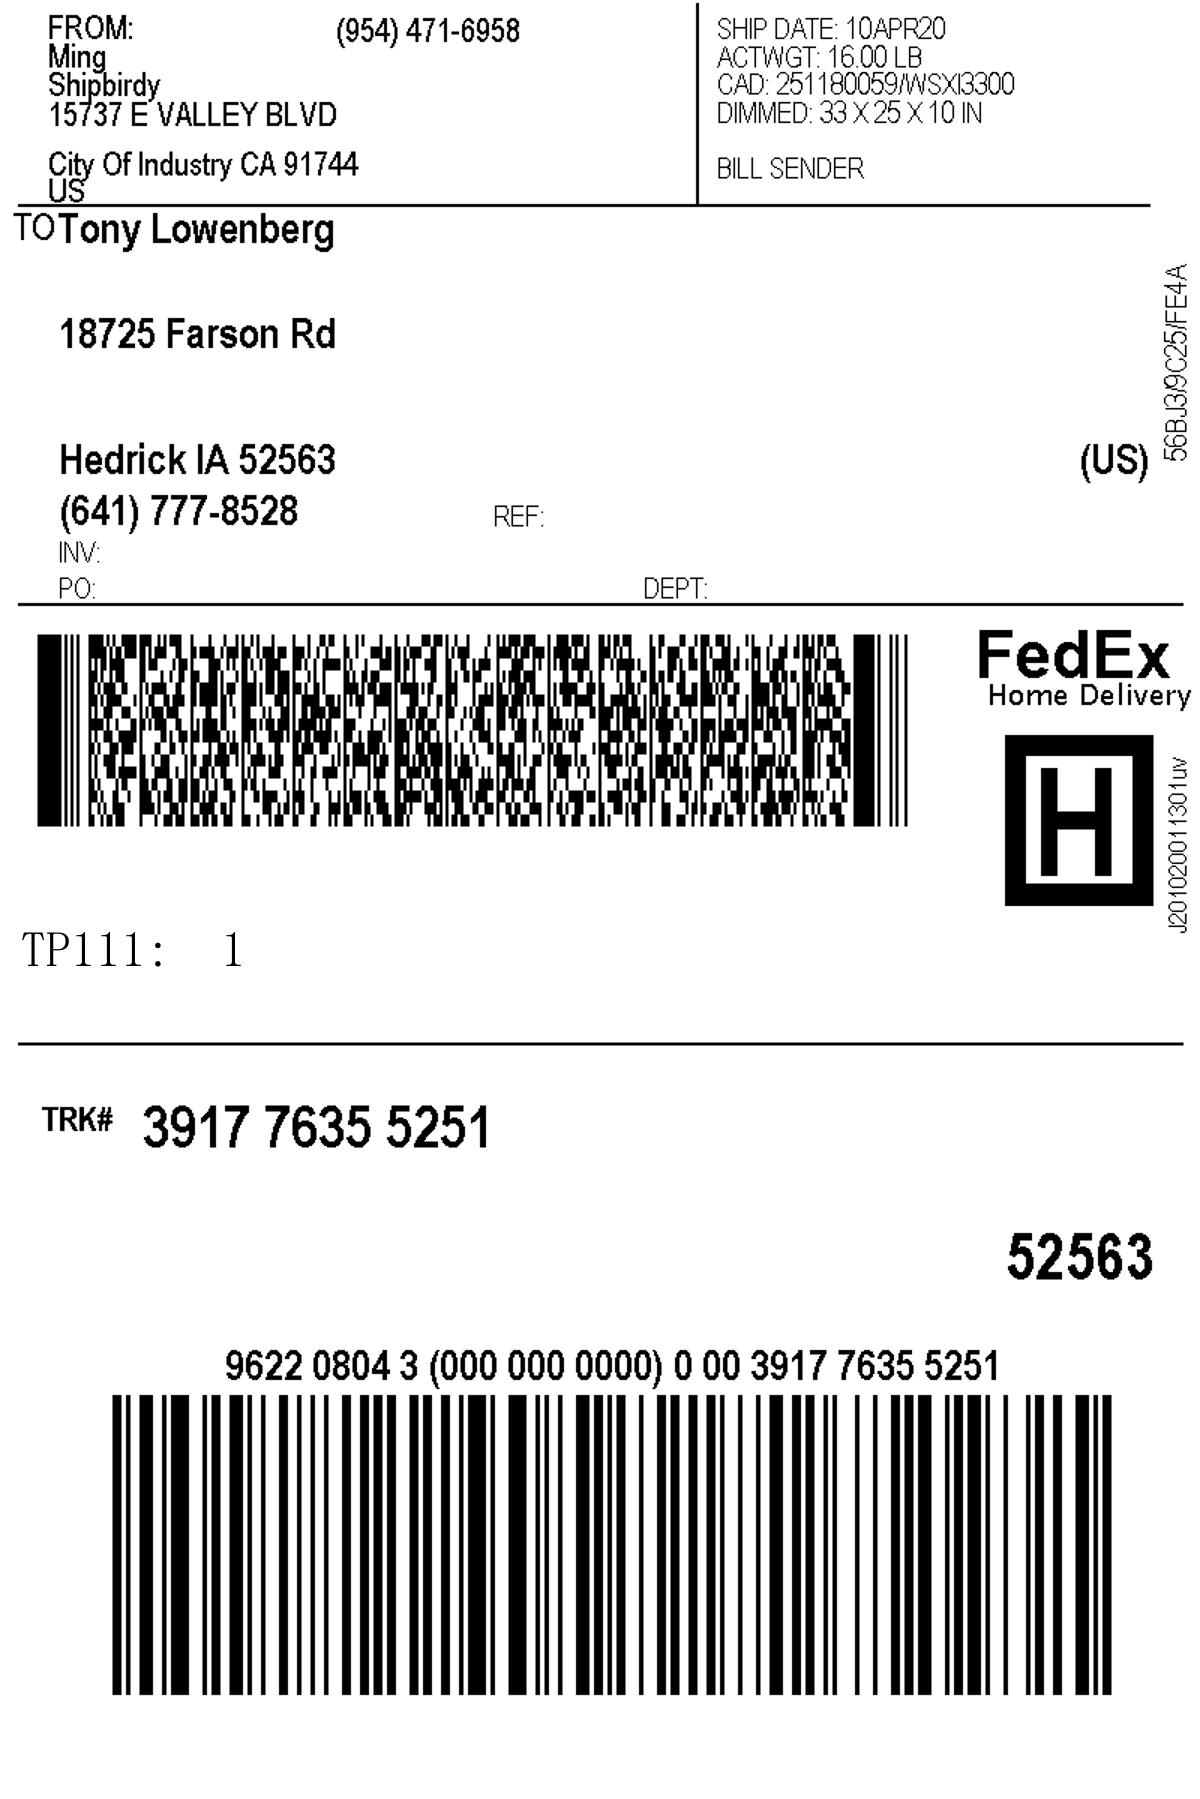 FROM: (954) 471-6958
Ming
Shipbirdy
15737 E VALLEY BLVD
City Of Industry CA 91744
US
SHIP DATE: 10APR20
ACTWGT: 16.00 LB
CAD: 251180059/WSXI3300
DIMMED: 33 X 25 X 10 IN
BILL SENDER
TO Tony Lowenberg
18725 Farson Rd
Hedrick IA 52563 (US)
(641) 777-8528 REF:
INV:
PO: DEPT:
56BJ3/9C25/FE4A
FedEx
Home Delivery
H
J201020011301uv
TP111: 1
TRK# 3917 7635 5251
52563
9622 0804 3 (000 000 0000) 0 00 3917 7635 5251